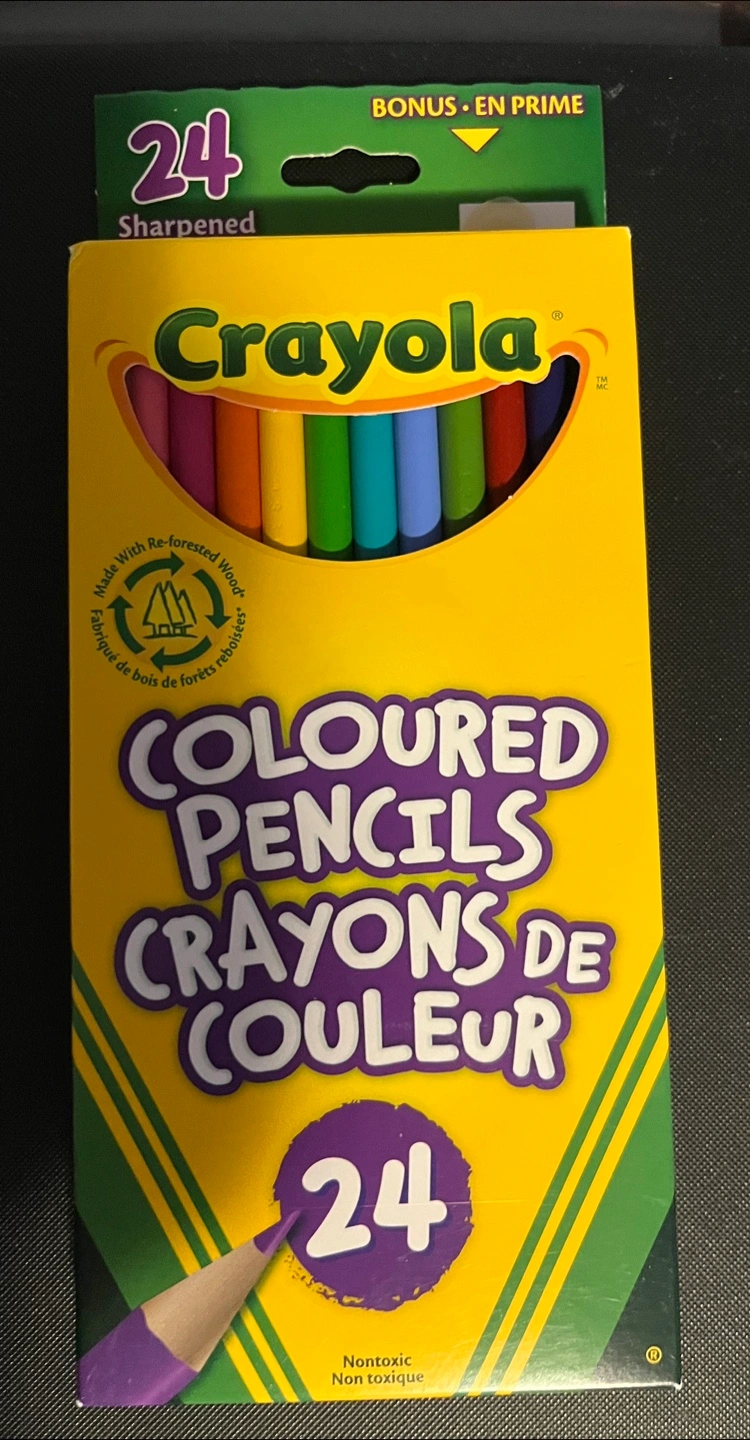 BONUS • EN PRIME
24
Sharpened
Crayola®
TM
MC
Made With Re-forested Wood*
Fabriqué de bois de forêts reboisées*
COLOURED
PENCILS
CRAYONS DE
COULEUR
24
Nontoxic
Non toxique
®